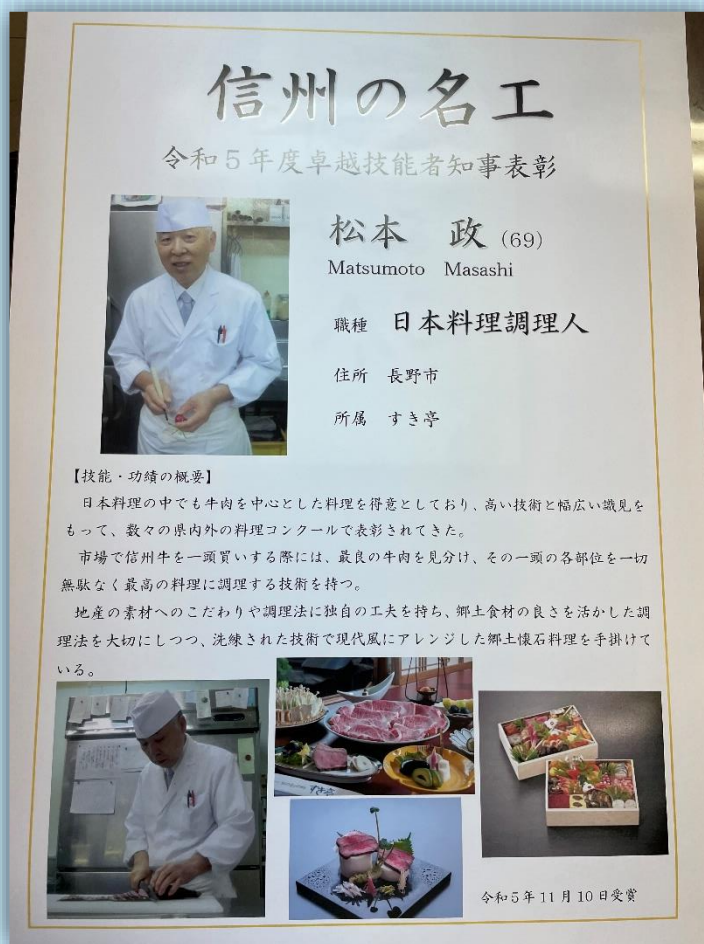 信州の名工
令和5年度卓越技能者知事表彰
松本　政 (69)
Matsumoto Masashi
職種　日本料理調理人
住所　長野市
所属　すき亭
【技能・功績の概要】
日本料理の中でも牛肉を中心とした料理を得意としており、高い技術と幅広い識見を
もって、数々の県内外の料理コンクールで表彰されてきた。
市場で信州牛を一頭買いする際には、最良の牛肉を見分け、その一頭の各部位を一切
無駄なく最高の料理に調理する技術を持つ。
地産の素材へのこだわりや調理法に独自の工夫を持ち、郷土食材の良さを活かした調
理法を大切にしつつ、洗練された技術で現代風にアレンジした郷土懐石料理を手掛けて
いる。
すき亭
令和5年11月10日受賞